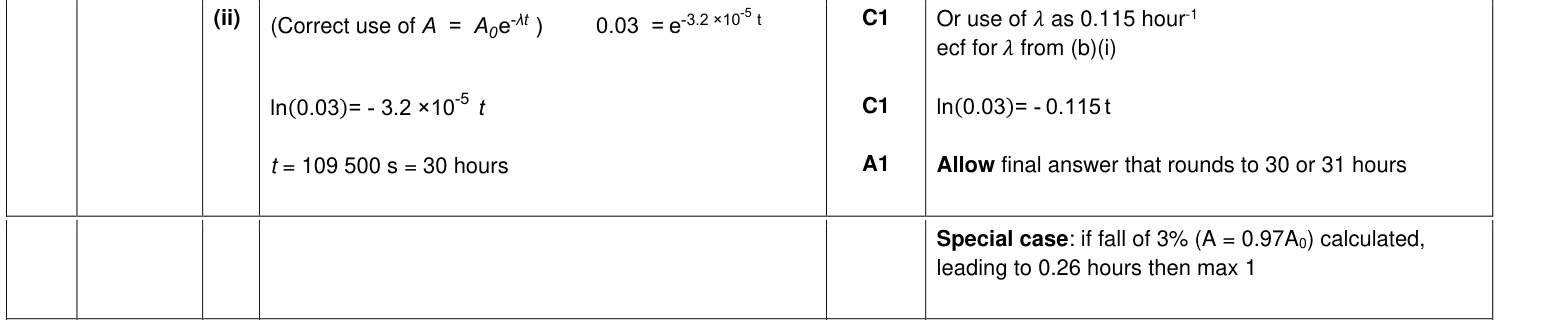 (ii) (Correct use of A = A₀e^-λt ) 0.03 = e^-3.2 ×10^-5 t C1 Or use of λ as 0.115 hour⁻¹
ecf for λ from (b)(i)
ln(0.03)= - 3.2 ×10⁻⁵ t C1 ln(0.03)= - 0.115 t
t = 109 500 s = 30 hours A1 Allow final answer that rounds to 30 or 31 hours
Special case: if fall of 3% (A = 0.97A₀) calculated,
leading to 0.26 hours then max 1